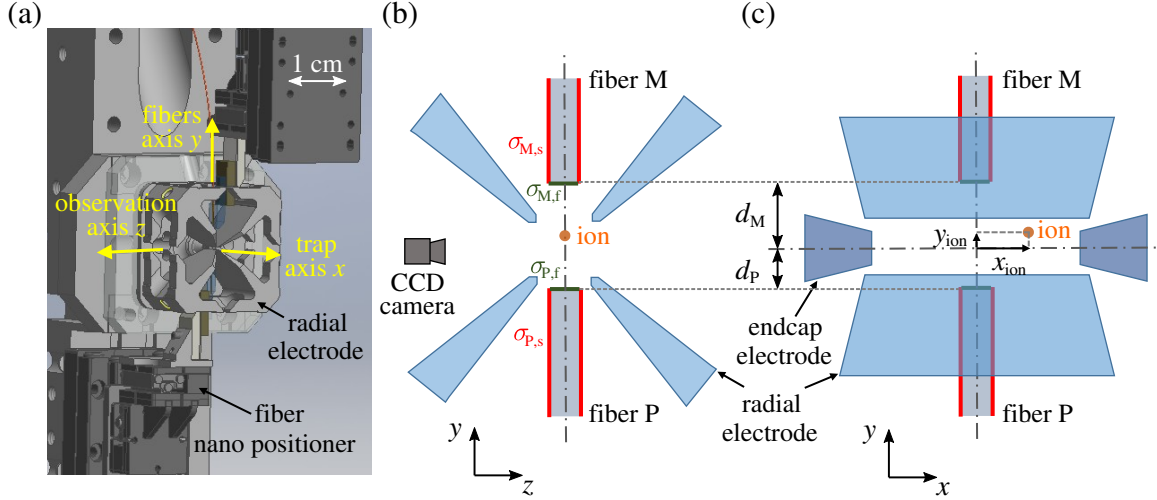 (a)
1 cm
fibers
axis y
observation
axis z
trap
axis x
radial
electrode
fiber
nano positioner
(b)
fiber M
σM,s
σM,f
ion
CCD
camera
σP,f
σP,s
fiber P
radial
electrode
y
z
(c)
fiber M
dM
dP
yion
ion
xion
endcap
electrode
fiber P
y
x